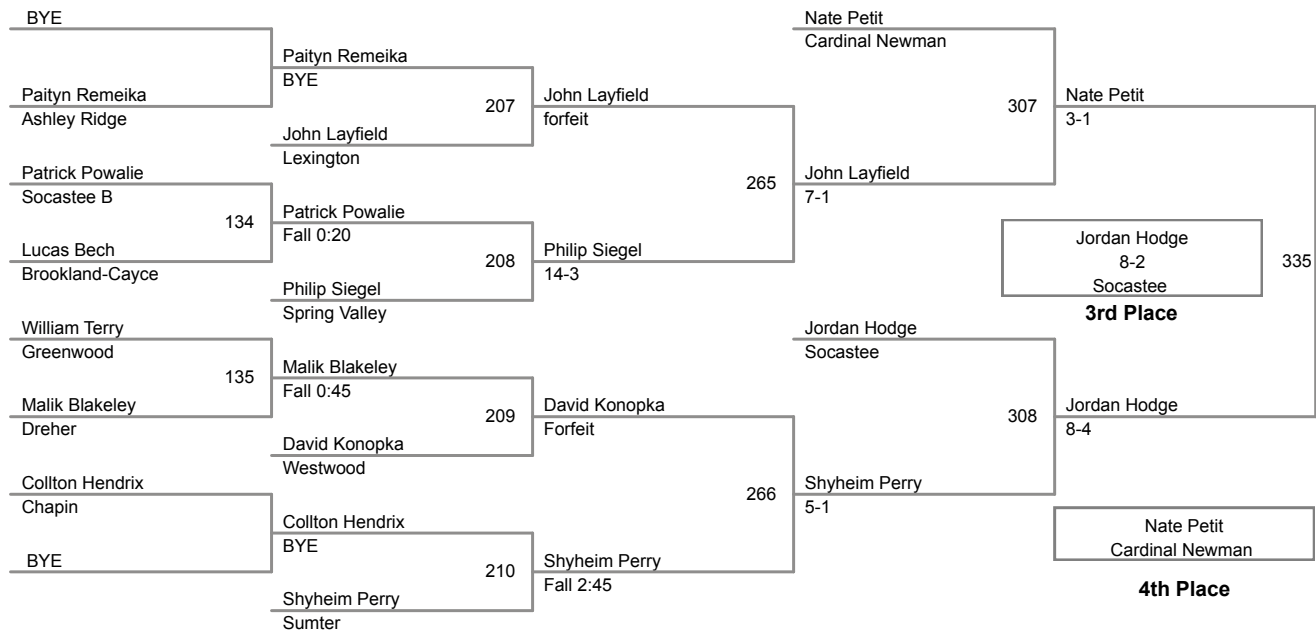 BYE
Nate Petit
Cardinal Newman
Paityn Remeika
BYE
Paityn Remeika
Ashley Ridge
207
John Layfield
forfeit
307
Nate Petit
3-1
John Layfield
Lexington
Patrick Powalie
Socastee B
265
John Layfield
7-1
134
Patrick Powalie
Fall 0:20
Lucas Bech
Brookland-Cayce
208
Philip Siegel
14-3
Jordan Hodge
8-2
Socastee
335
3rd Place
Philip Siegel
Spring Valley
William Terry
Greenwood
Jordan Hodge
Socastee
135
Malik Blakeley
Fall 0:45
Malik Blakeley
Dreher
209
David Konopka
Forfeit
308
Jordan Hodge
8-4
David Konopka
Westwood
Collton Hendrix
Chapin
266
Shyheim Perry
5-1
Collton Hendrix
BYE
Nate Petit
Cardinal Newman
4th Place
BYE
210
Shyheim Perry
Fall 2:45
Shyheim Perry
Sumter